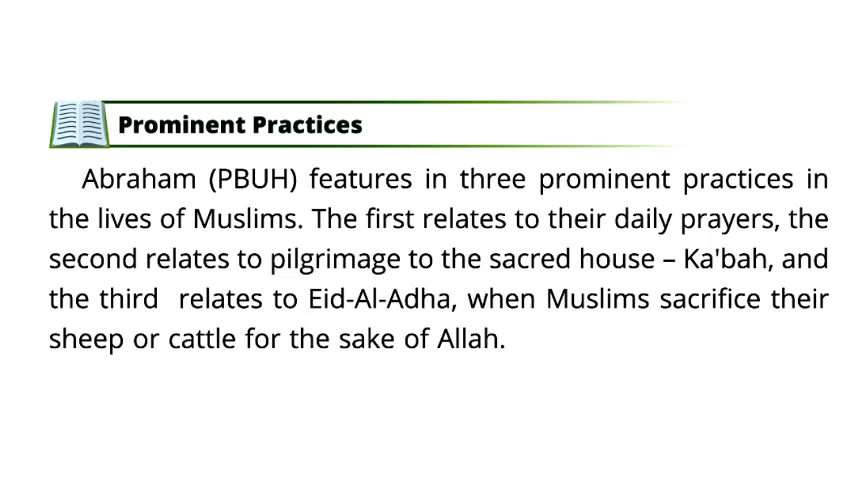 Prominent Practices
Abraham (PBUH) features in three prominent practices in
the lives of Muslims. The first relates to their daily prayers, the
second relates to pilgrimage to the sacred house – Ka'bah, and
the third relates to Eid-Al-Adha, when Muslims sacrifice their
sheep or cattle for the sake of Allah.